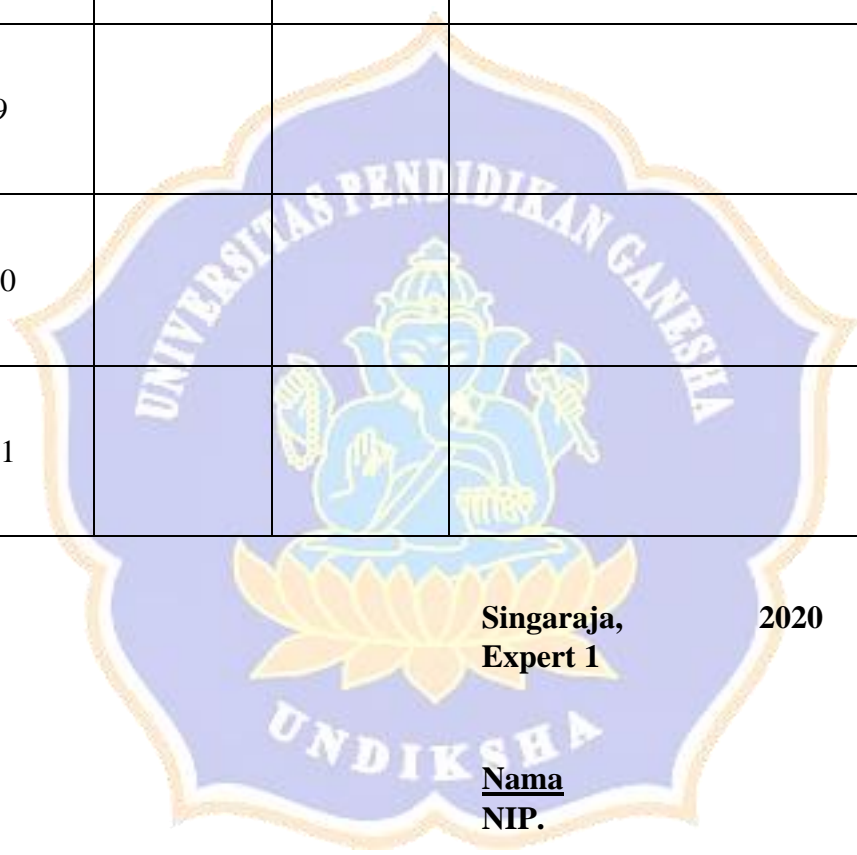 9
0
1
UNIVERSITAS PENDIDIKAN GANESHA
Singaraja, 2020
Expert 1
UNDIKSHA
Nama
NIP.